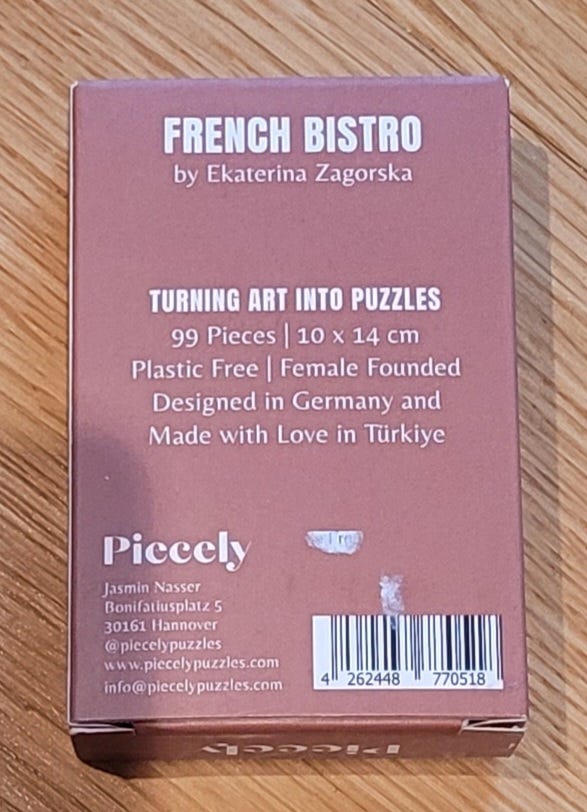 FRENCH BISTRO
by Ekaterina Zagorska
TURNING ART INTO PUZZLES
99 Pieces | 10 x 14 cm
Plastic Free | Female Founded
Designed in Germany and
Made with Love in Türkiye
Piecely
Jasmin Nasser
Bonifatiusplatz 5
30161 Hannover
@piecelypuzzles
www.piecelypuzzles.com
info@piecelypuzzles.com
4 262448 770518
Piecely